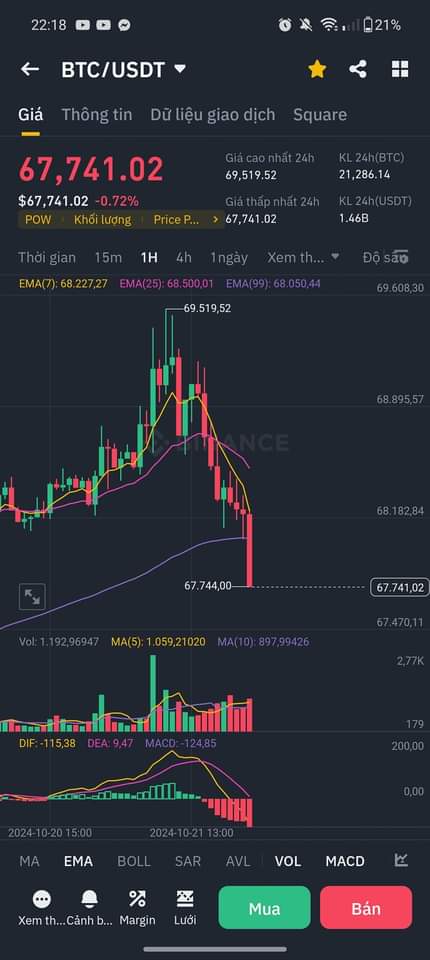 22:18 21%
BTC/USDT
Giá Thông tin Dữ liệu giao dịch Square
67,741.02
$67,741.02 -0.72%
POW Khối lượng Price P...
Giá cao nhất 24h KL 24h(BTC)
69,519.52 21,286.14
Giá thấp nhất 24h KL 24h(USDT)
67,741.02 1.46B
Thời gian 15m 1H 4h 1ngày Xem th... Độ sâu
EMA(7): 68.227,27 EMA(25): 68.500,01 EMA(99): 68.050,44
69.608,30
69.519,52
68.895,57
BINANCE
68.182,84
67.744,00
67.741,02
67.470,11
Vol: 1.192,96947 MA(5): 1.059,21020 MA(10): 897,99426
2,77K
179
DIF: -115,38 DEA: 9,47 MACD: -124,85
200,00
0,00
2024-10-20 15:00 2024-10-21 13:00
MA EMA BOLL SAR AVL VOL MACD
Xem th... Cảnh b... Margin Lưới
Mua Bán